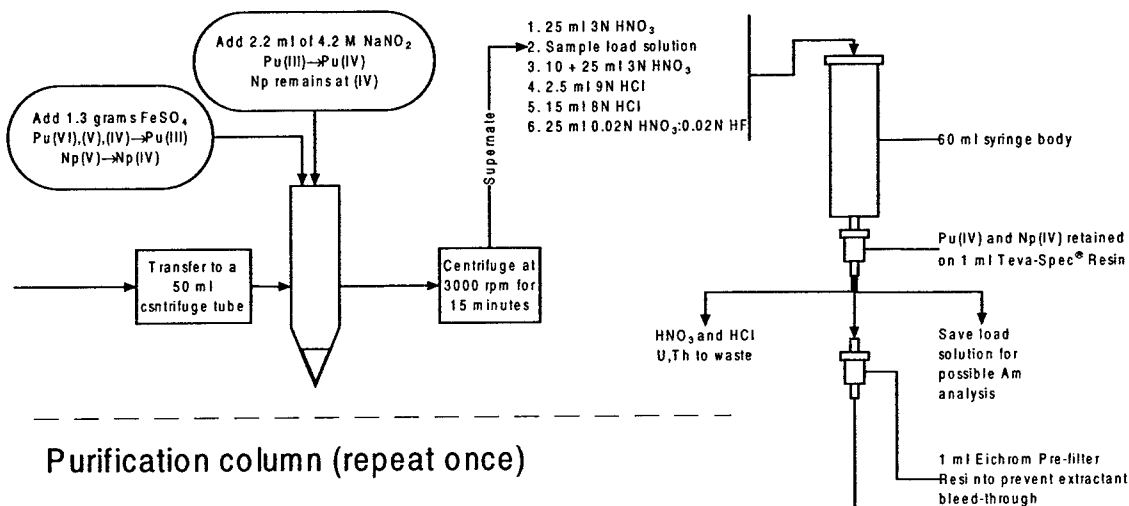 Add 2.2 ml of 4.2 M NaNO₂
Pu(III)→Pu(IV)
Np remains at (IV)
Add 1.3 grams FeSO₄
Pu(VI),(V),(IV)→Pu(III)
Np(V)→Np(IV)
Transfer to a
50 ml
csntrifuge tube
Centrifuge at
3000 rpm for
15 minutes
Supernate
1. 25 ml 3N HNO₃
2. Sample load solution
3. 10 + 25 ml 3N HNO₃
4. 2.5 ml 9N HCl
5. 15 ml 8N HCl
6. 25 ml 0.02N HNO₃:0.02N HF
60 ml syringe body
Pu(IV) and Np(IV) retained
on 1 ml Teva-Spec® Resin
HNO₃ and HCl
U,Th to waste
Save load
solution for
possible Am
analysis
1 ml Eichrom Pre-filter
Resin to prevent extractant
bleed-through
Purification column (repeat once)